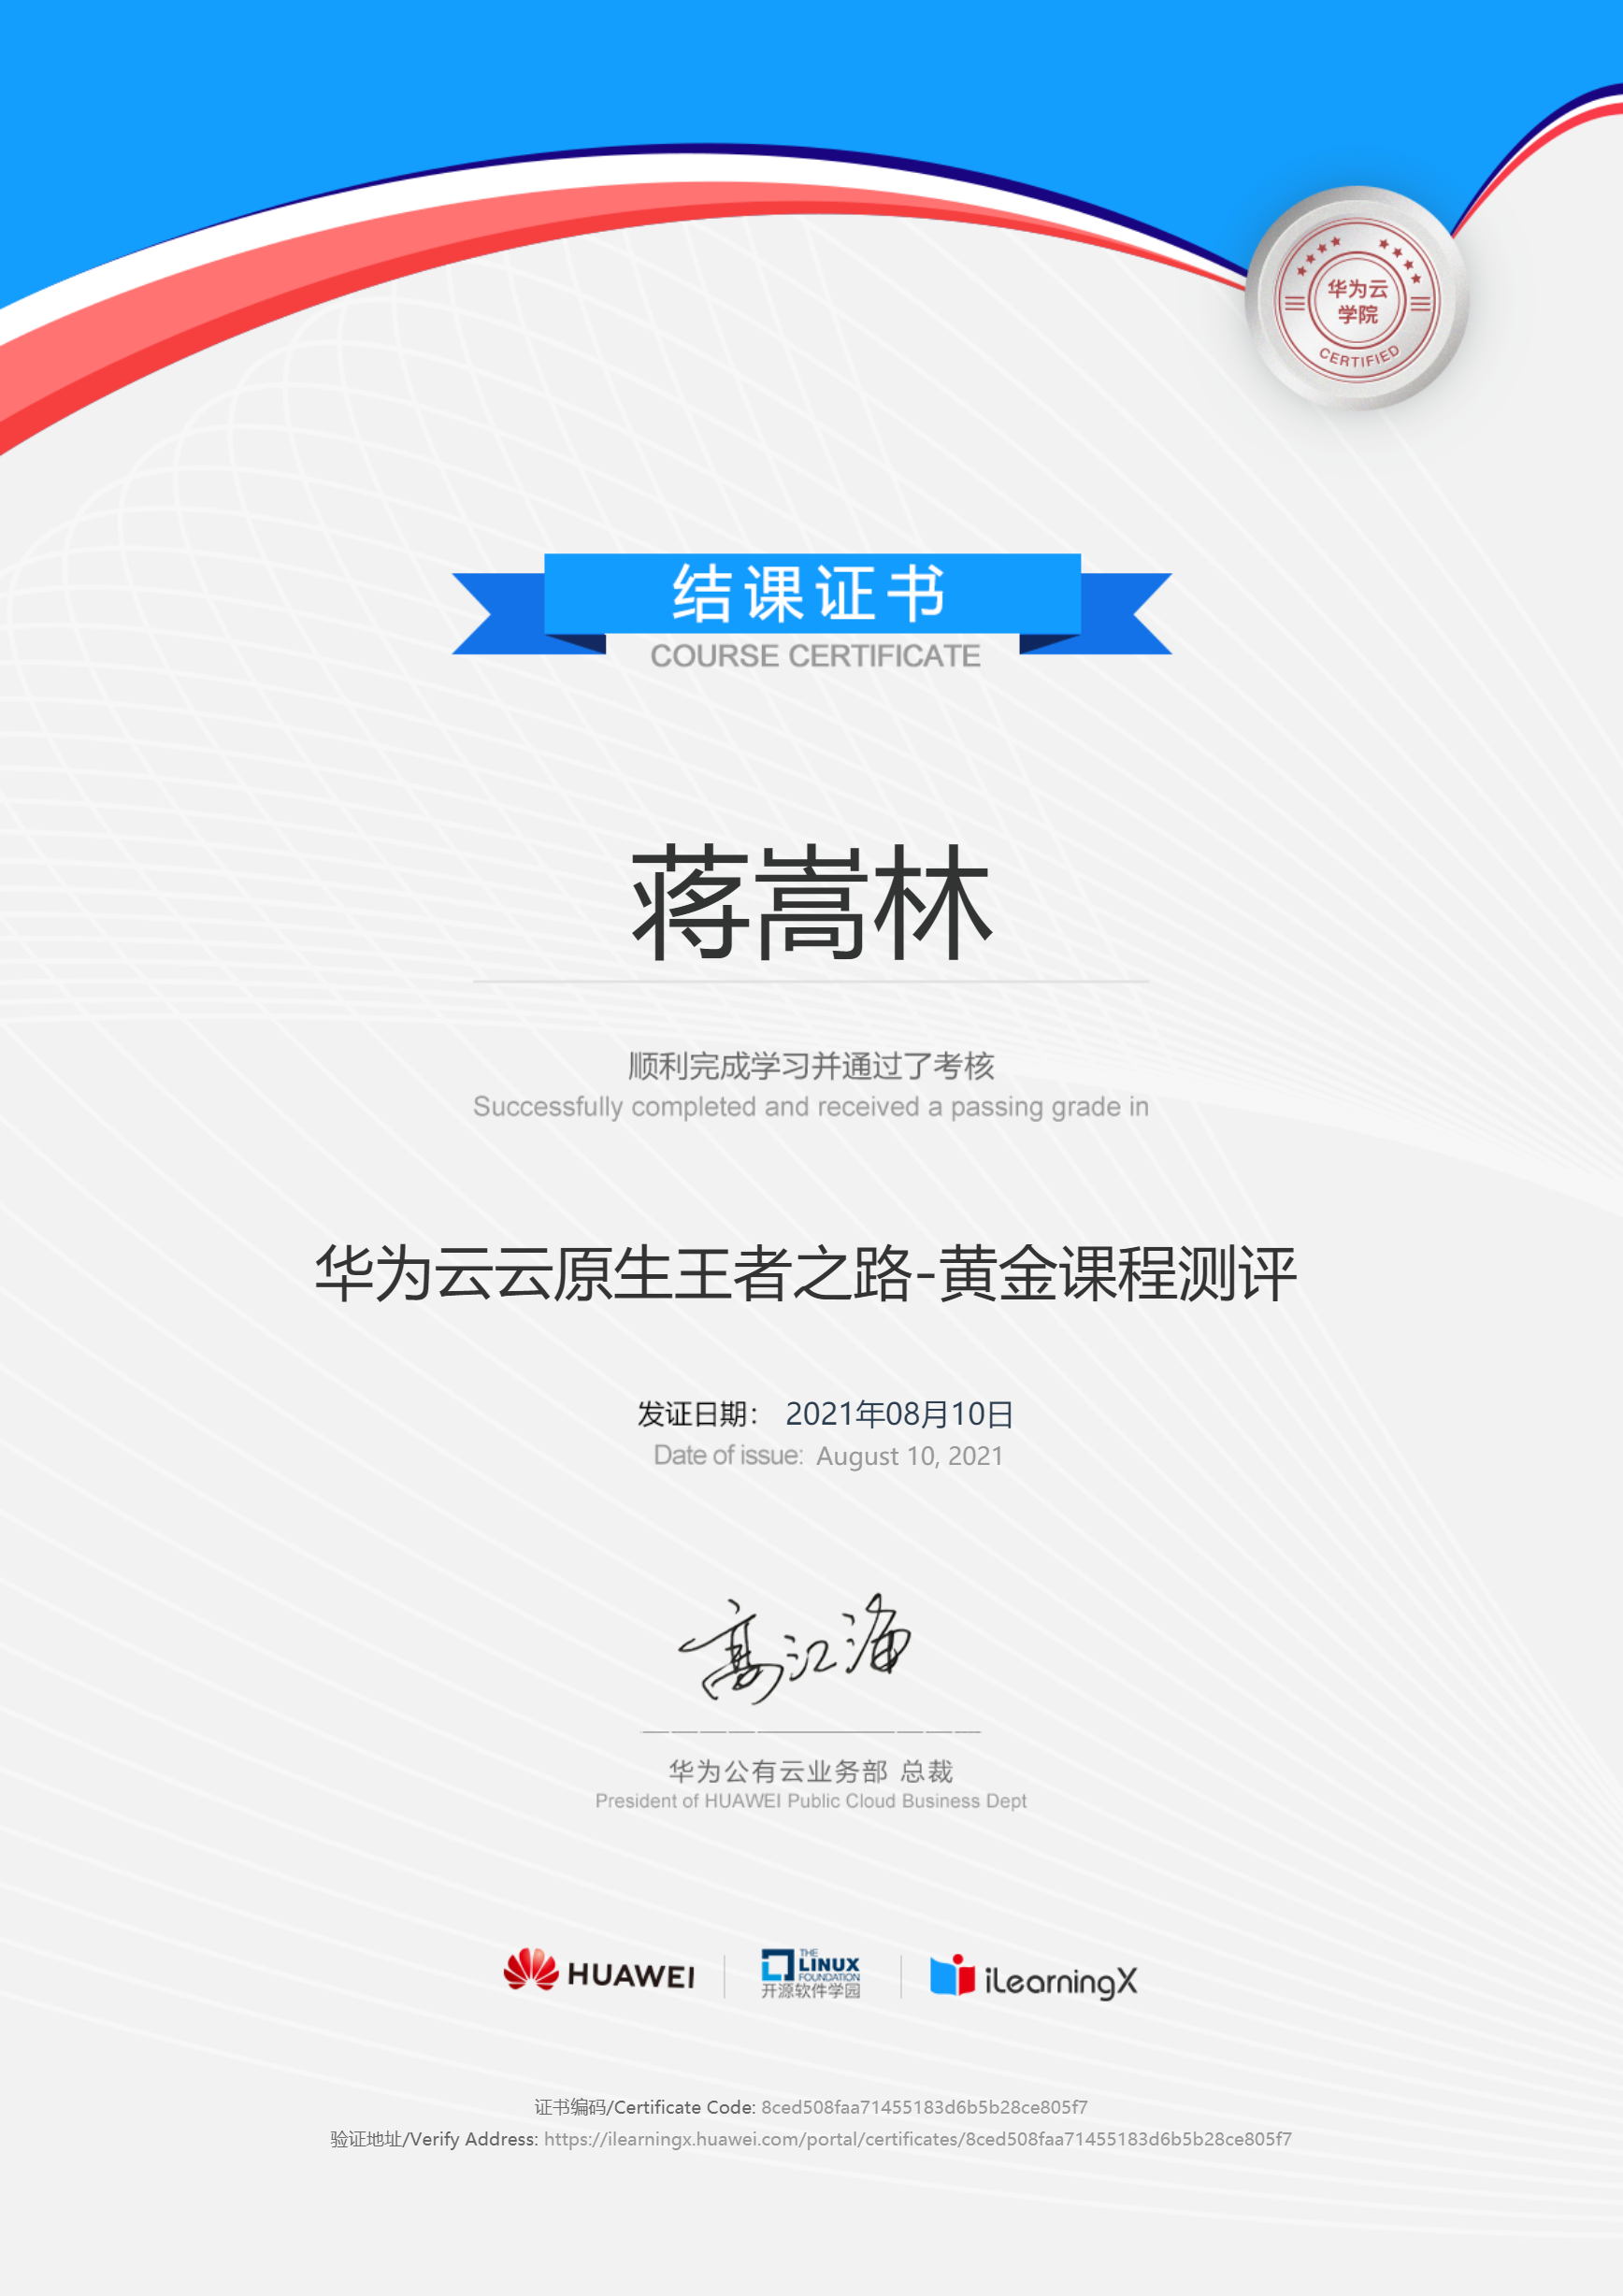 华为云
学院
CERTIFIED
结课证书
COURSE CERTIFICATE
蒋嵩林
顺利完成学习并通过了考核
Successfully completed and received a passing grade in
华为云云原生王者之路-黄金课程测评
发证日期： 2021年08月10日
Date of issue: August 10, 2021
高江海
华为公有云业务部 总裁
President of HUAWEI Public Cloud Business Dept
HUAWEI
THE
LINUX
FOUNDATION
开源软件学园
iLearningX
证书编码/Certificate Code: 8ced508faa71455183d6b5b28ce805f7
验证地址/Verify Address: https://ilearningx.huawei.com/portal/certificates/8ced508faa71455183d6b5b28ce805f7